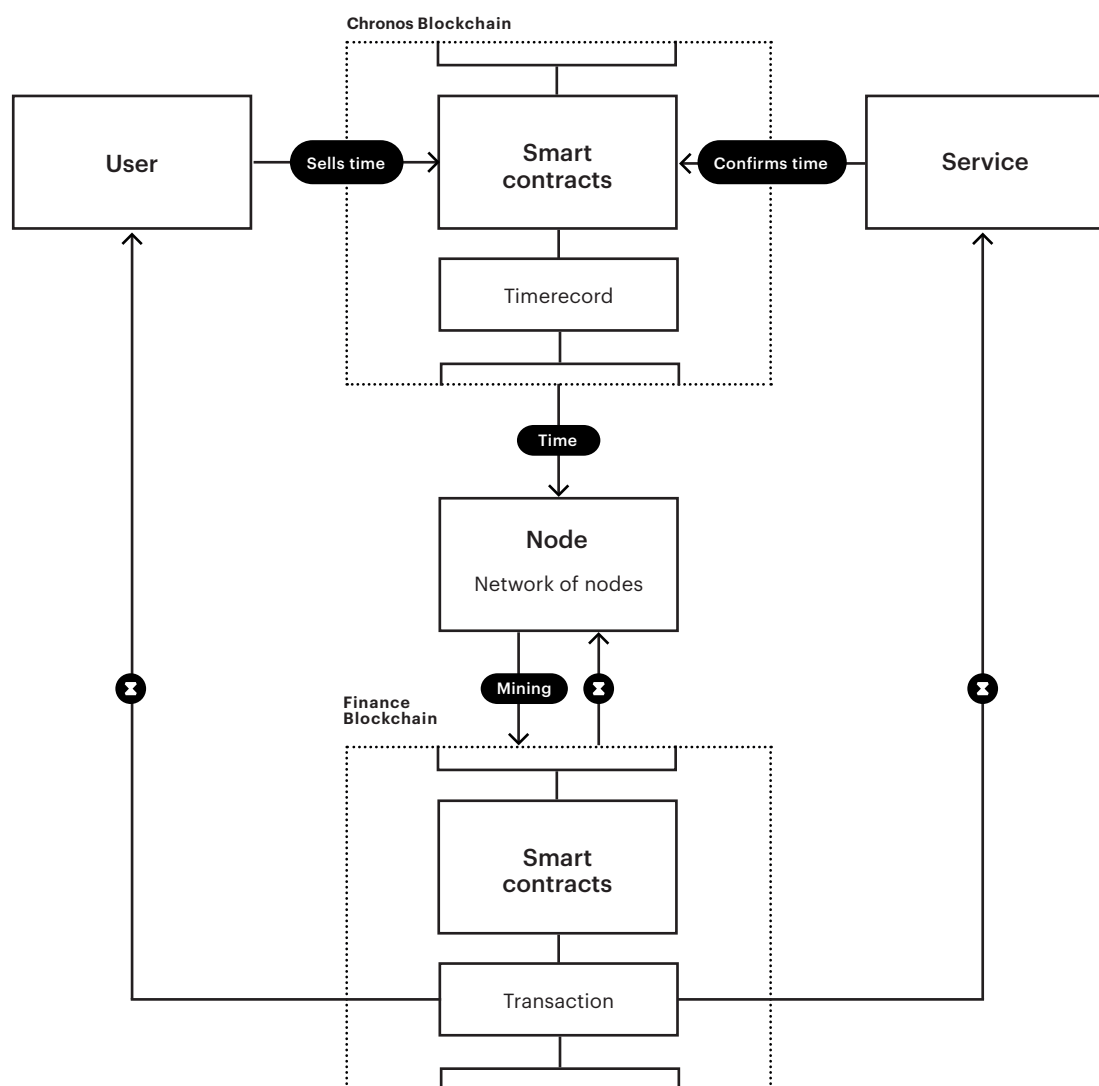 Chronos Blockchain
User
Sells time
Smart
contracts
Confirms time
Service
Timerecord
Time
Node
Network of nodes
Mining
Finance
Blockchain
Smart
contracts
Transaction